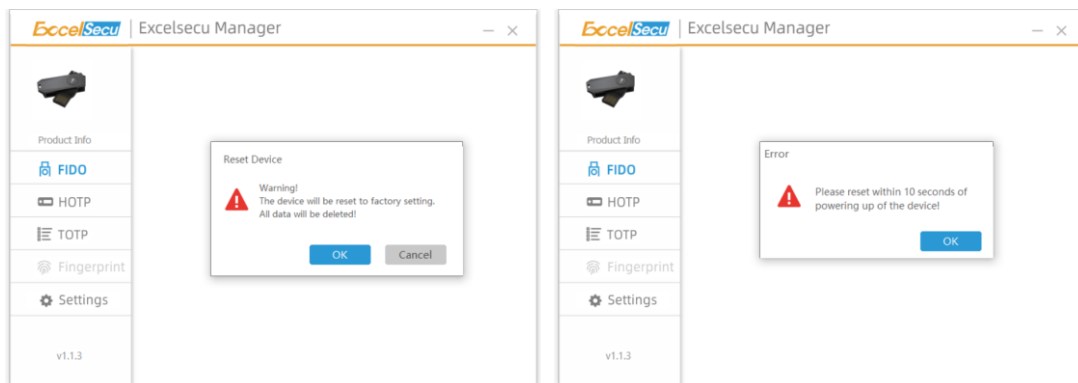 ExcelSecu Excelsecu Manager
Product Info
FIDO
HOTP
TOTP
Fingerprint
Settings
v1.1.3
Reset Device
Warning!
The device will be reset to factory setting.
All data will be deleted!
OK Cancel
ExcelSecu Excelsecu Manager
Product Info
FIDO
HOTP
TOTP
Fingerprint
Settings
v1.1.3
Error
Please reset within 10 seconds of
powering up of the device!
OK